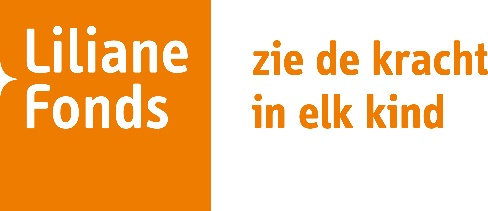 Liliane
Fonds
zie de kracht
in elk kind